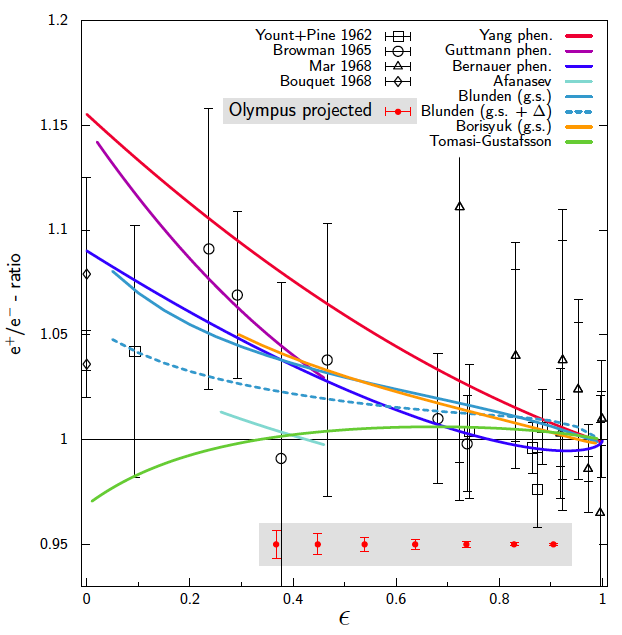 1.2
Yount+Pine 1962
Yang phen.
Browman 1965
Guttmann phen.
Mar 1968
Bernauer phen.
Bouquet 1968
Afanasev
Blunden (g.s.)
Olympus projected
Blunden (g.s. + Δ)
Borisyuk (g.s.)
Tomasi-Gustafsson
1.15
1.1
1.05
1
0.95
e⁺/e⁻ - ratio
0 0.2 0.4 0.6 0.8 1
ϵ